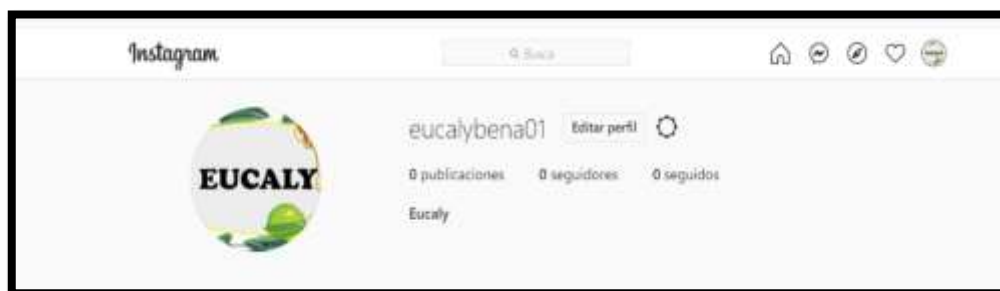 Instagram
Busca
EUCALY
eucalybena01 Editar perfil
0 publicaciones 0 seguidores 0 seguidos
Eucaly